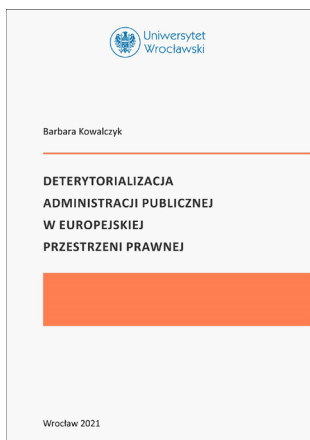 Uniwersytet
Wrocławski
Barbara Kowalczyk
DETERYTORIALIZACJA
ADMINISTRACJI PUBLICZNEJ
W EUROPEJSKIEJ
PRZESTRZENI PRAWNEJ
Wrocław 2021